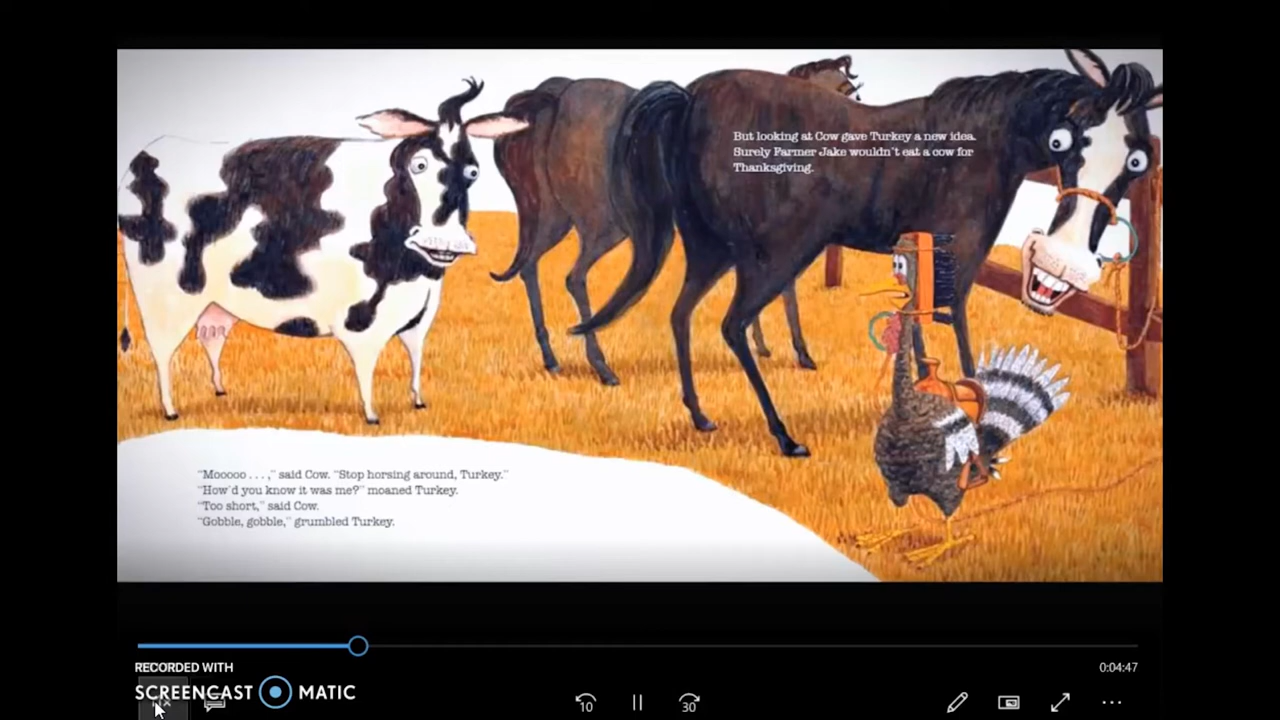 But looking at Cow gave Turkey a new idea.
Surely Farmer Jake wouldn't eat a cow for
Thanksgiving.
"Mooooo . . . ," said Cow. "Stop horsing around, Turkey."
"How'd you know it was me?" moaned Turkey.
"Too short," said Cow.
"Gobble, gobble," grumbled Turkey.
RECORDED WITH
0:04:47
SCREENCAST MATIC
10
30